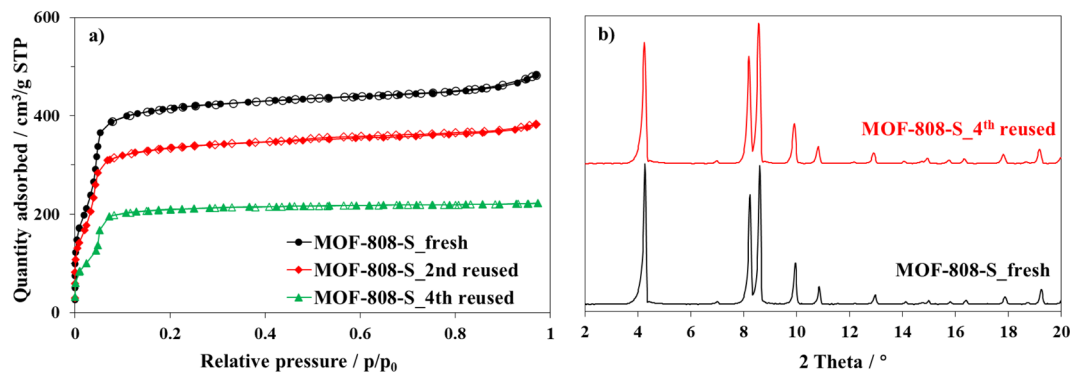 a)
Quantity adsorbed / cm³/g STP
600
400
200
0
MOF-808-S_fresh
MOF-808-S_2nd reused
MOF-808-S_4th reused
0 0.2 0.4 0.6 0.8 1
Relative pressure / p/p₀
b)
MOF-808-S_4ᵗʰ reused
MOF-808-S_fresh
2 4 6 8 10 12 14 16 18 20
2 Theta / °